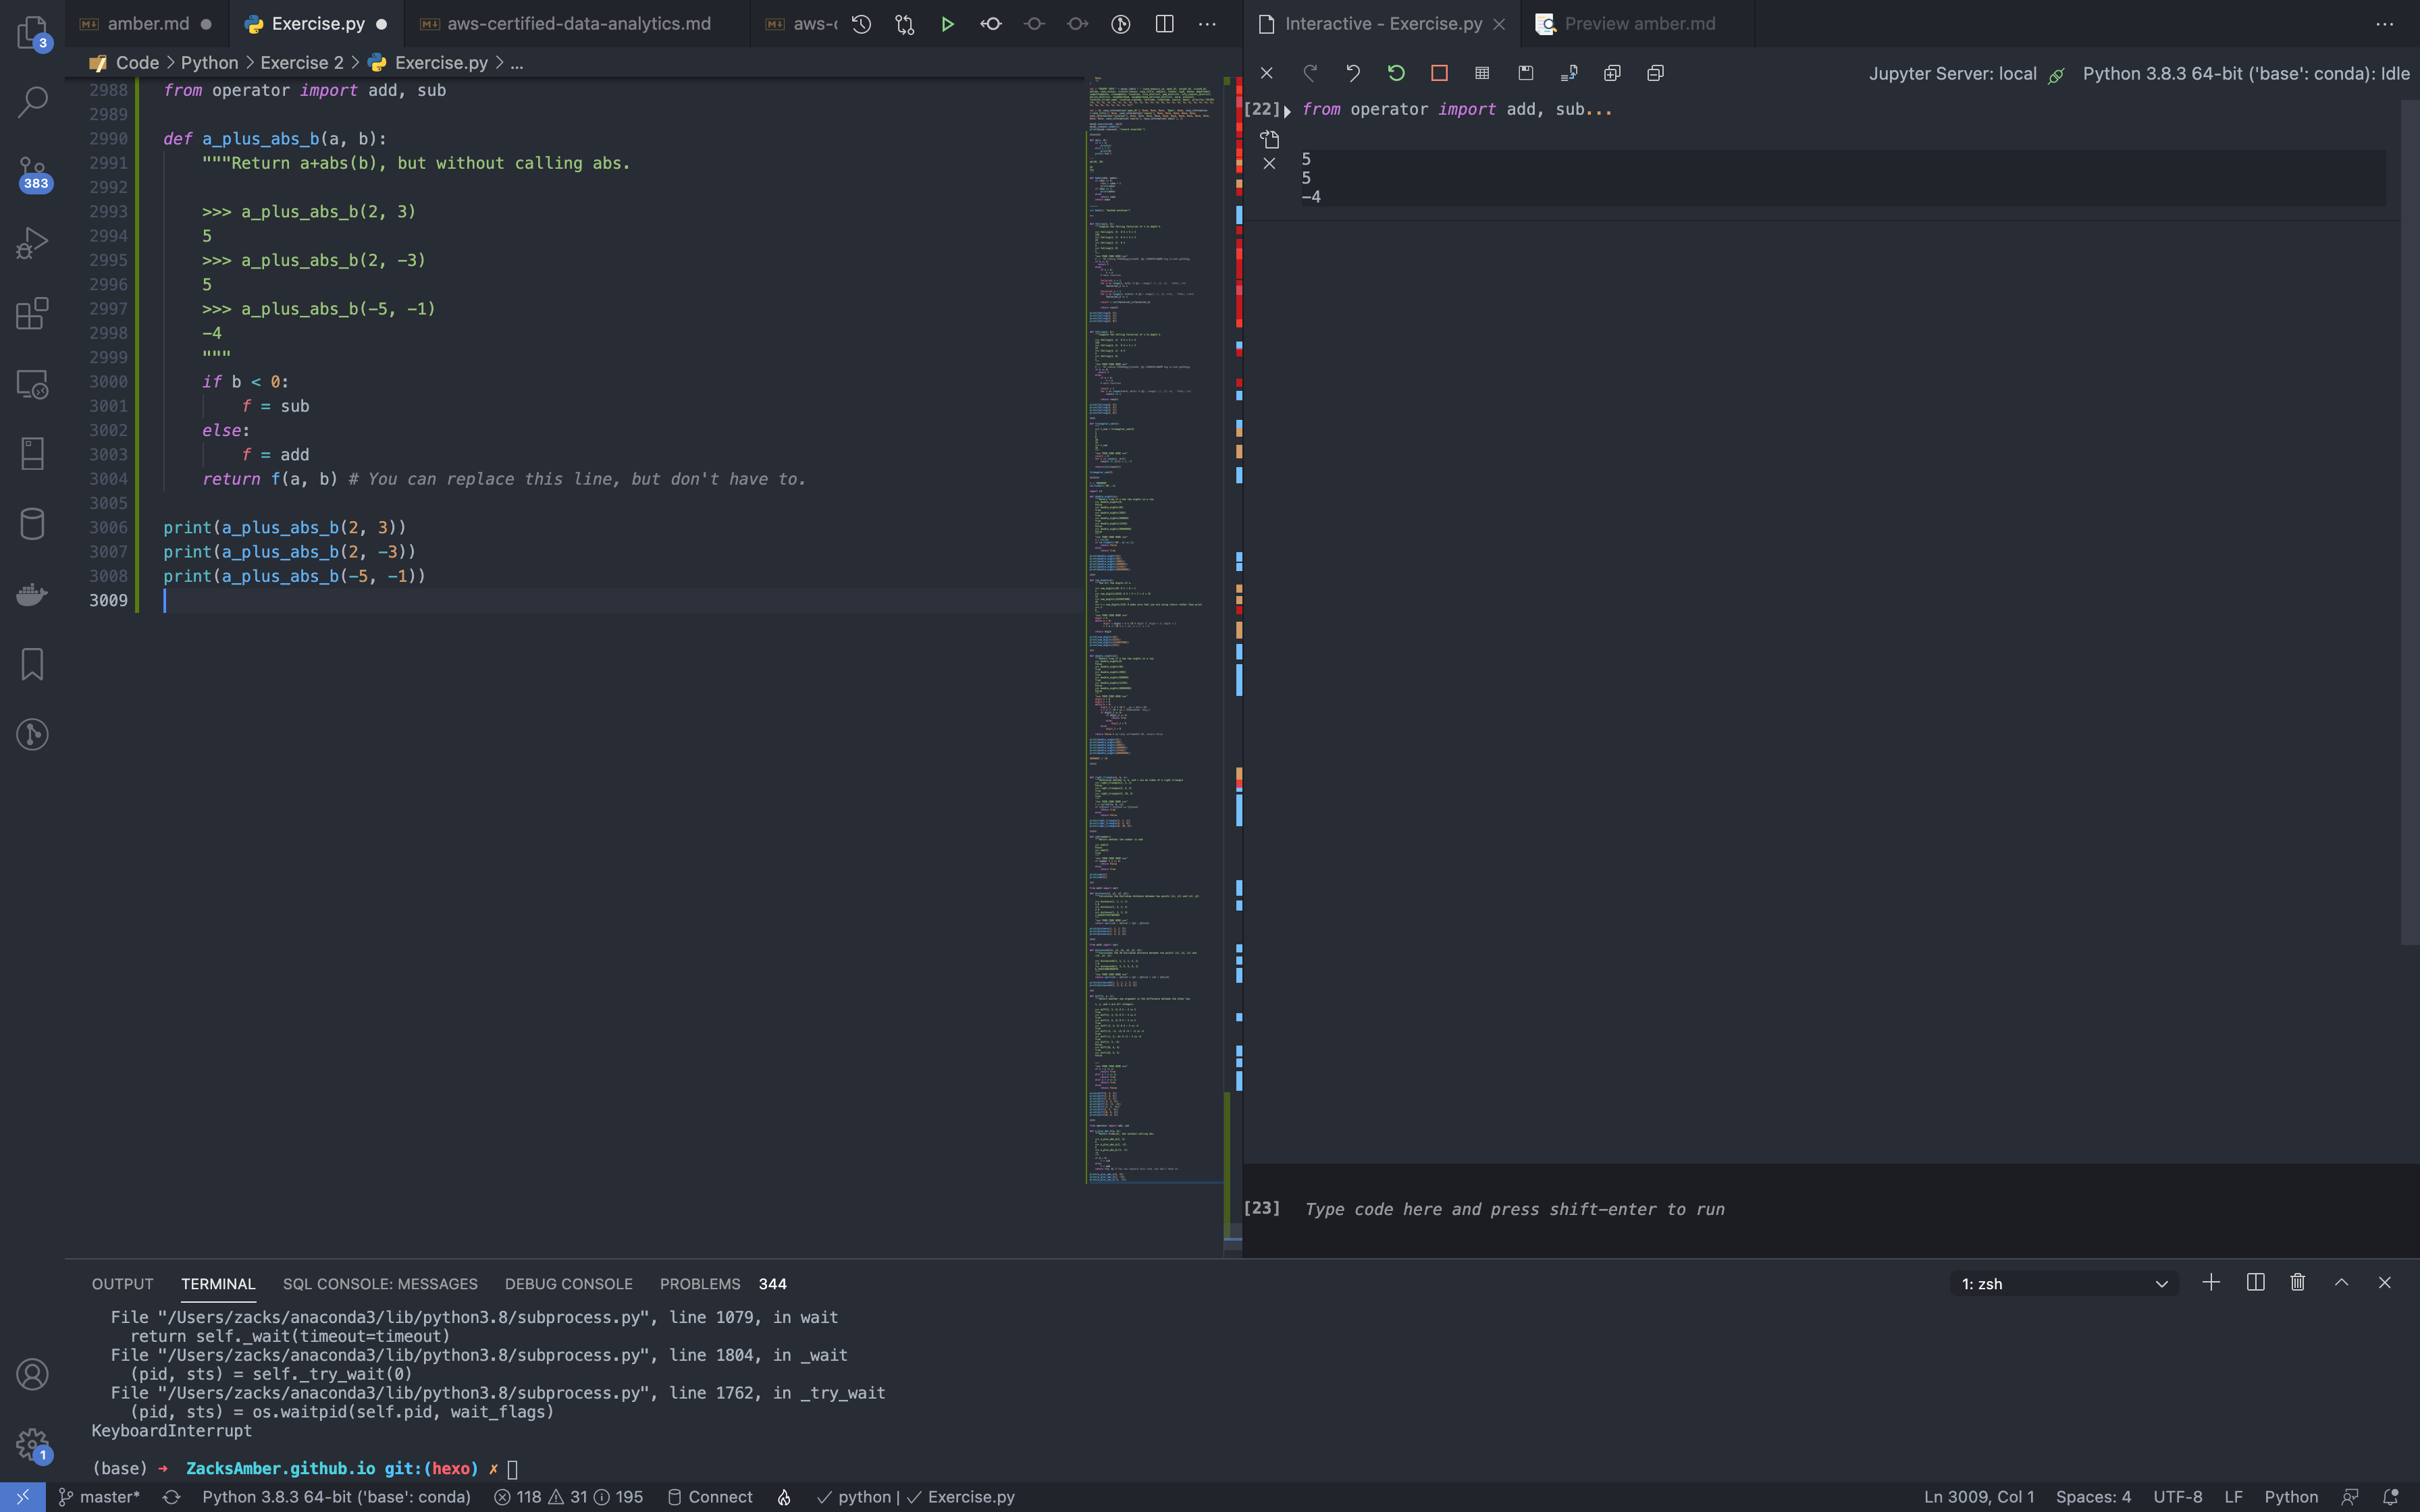 amber.md
Exercise.py
aws-certified-data-analytics.md
aws-c
Interactive - Exercise.py
Preview amber.md
3
Code > Python > Exercise 2 > Exercise.py > ...
Jupyter Server: local
Python 3.8.3 64-bit ('base': conda): Idle
383
2988 from operator import add, sub
2989
2990 def a_plus_abs_b(a, b):
2991 """Return a+abs(b), but without calling abs.
2992
2993 >>> a_plus_abs_b(2, 3)
2994 5
2995 >>> a_plus_abs_b(2, -3)
2996 5
2997 >>> a_plus_abs_b(-5, -1)
2998 -4
2999 """
3000 if b < 0:
3001 f = sub
3002 else:
3003 f = add
3004 return f(a, b) # You can replace this line, but don't have to.
3005
3006 print(a_plus_abs_b(2, 3))
3007 print(a_plus_abs_b(2, -3))
3008 print(a_plus_abs_b(-5, -1))
3009
[22] from operator import add, sub...
5
5
-4
[23] Type code here and press shift-enter to run
OUTPUT TERMINAL SQL CONSOLE: MESSAGES DEBUG CONSOLE PROBLEMS 344
1: zsh
File "/Users/zacks/anaconda3/lib/python3.8/subprocess.py", line 1079, in wait
return self._wait(timeout=timeout)
File "/Users/zacks/anaconda3/lib/python3.8/subprocess.py", line 1804, in _wait
(pid, sts) = self._try_wait(0)
File "/Users/zacks/anaconda3/lib/python3.8/subprocess.py", line 1762, in _try_wait
(pid, sts) = os.waitpid(self.pid, wait_flags)
KeyboardInterrupt
(base) → ZacksAmber.github.io git:(hexo) ✗
1
master* Python 3.8.3 64-bit ('base': conda) 118 31 195 Connect ✓ python | ✓ Exercise.py
Ln 3009, Col 1 Spaces: 4 UTF-8 LF Python